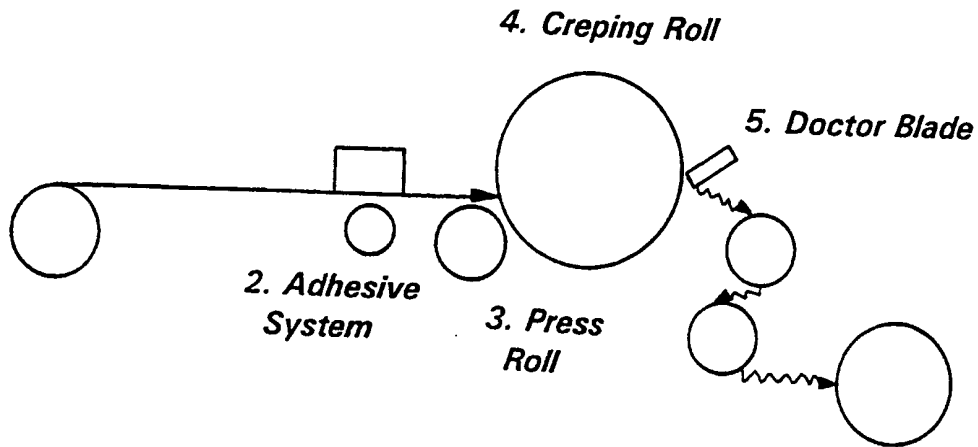 4. Creping Roll
5. Doctor Blade
2. Adhesive
System
3. Press
Roll